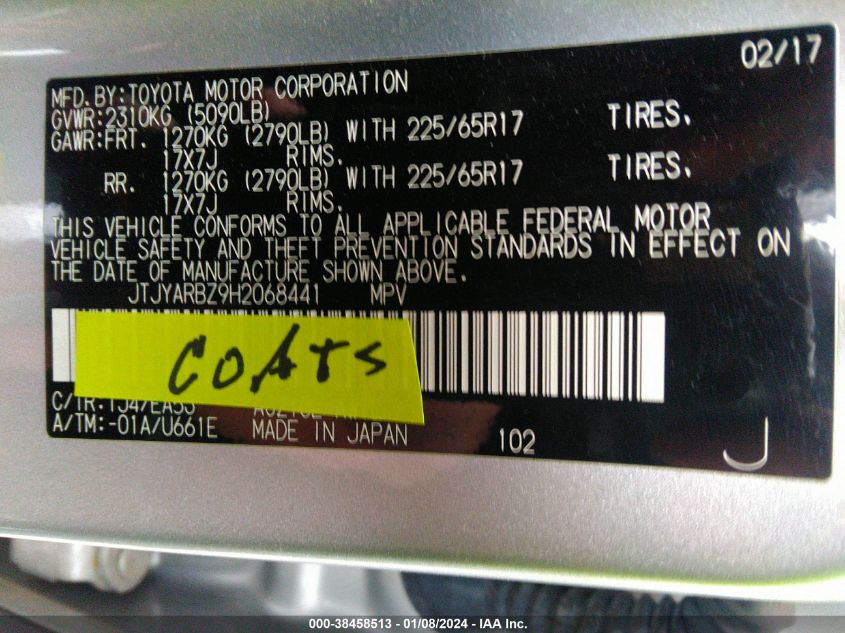 02/17
MFD.BY:TOYOTA MOTOR CORPORATION
GVWR:2310KG (5090LB)
GAWR:FRT. 1270KG (2790LB) WITH 225/65R17 TIRES.
17X7J RIMS.
RR. 1270KG (2790LB) WITH 225/65R17 TIRES.
17X7J RIMS.
THIS VEHICLE CONFORMS TO ALL APPLICABLE FEDERAL MOTOR
VEHICLE SAFETY AND THEFT PREVENTION STANDARDS IN EFFECT ON
THE DATE OF MANUFACTURE SHOWN ABOVE.
JTJYARBZ9H2068441 MPV
COATS
C/TR:1J47EA35
A/TM:-01A/U661E MADE IN JAPAN 102
J
000-38458513 - 01/08/2024 - IAA Inc.